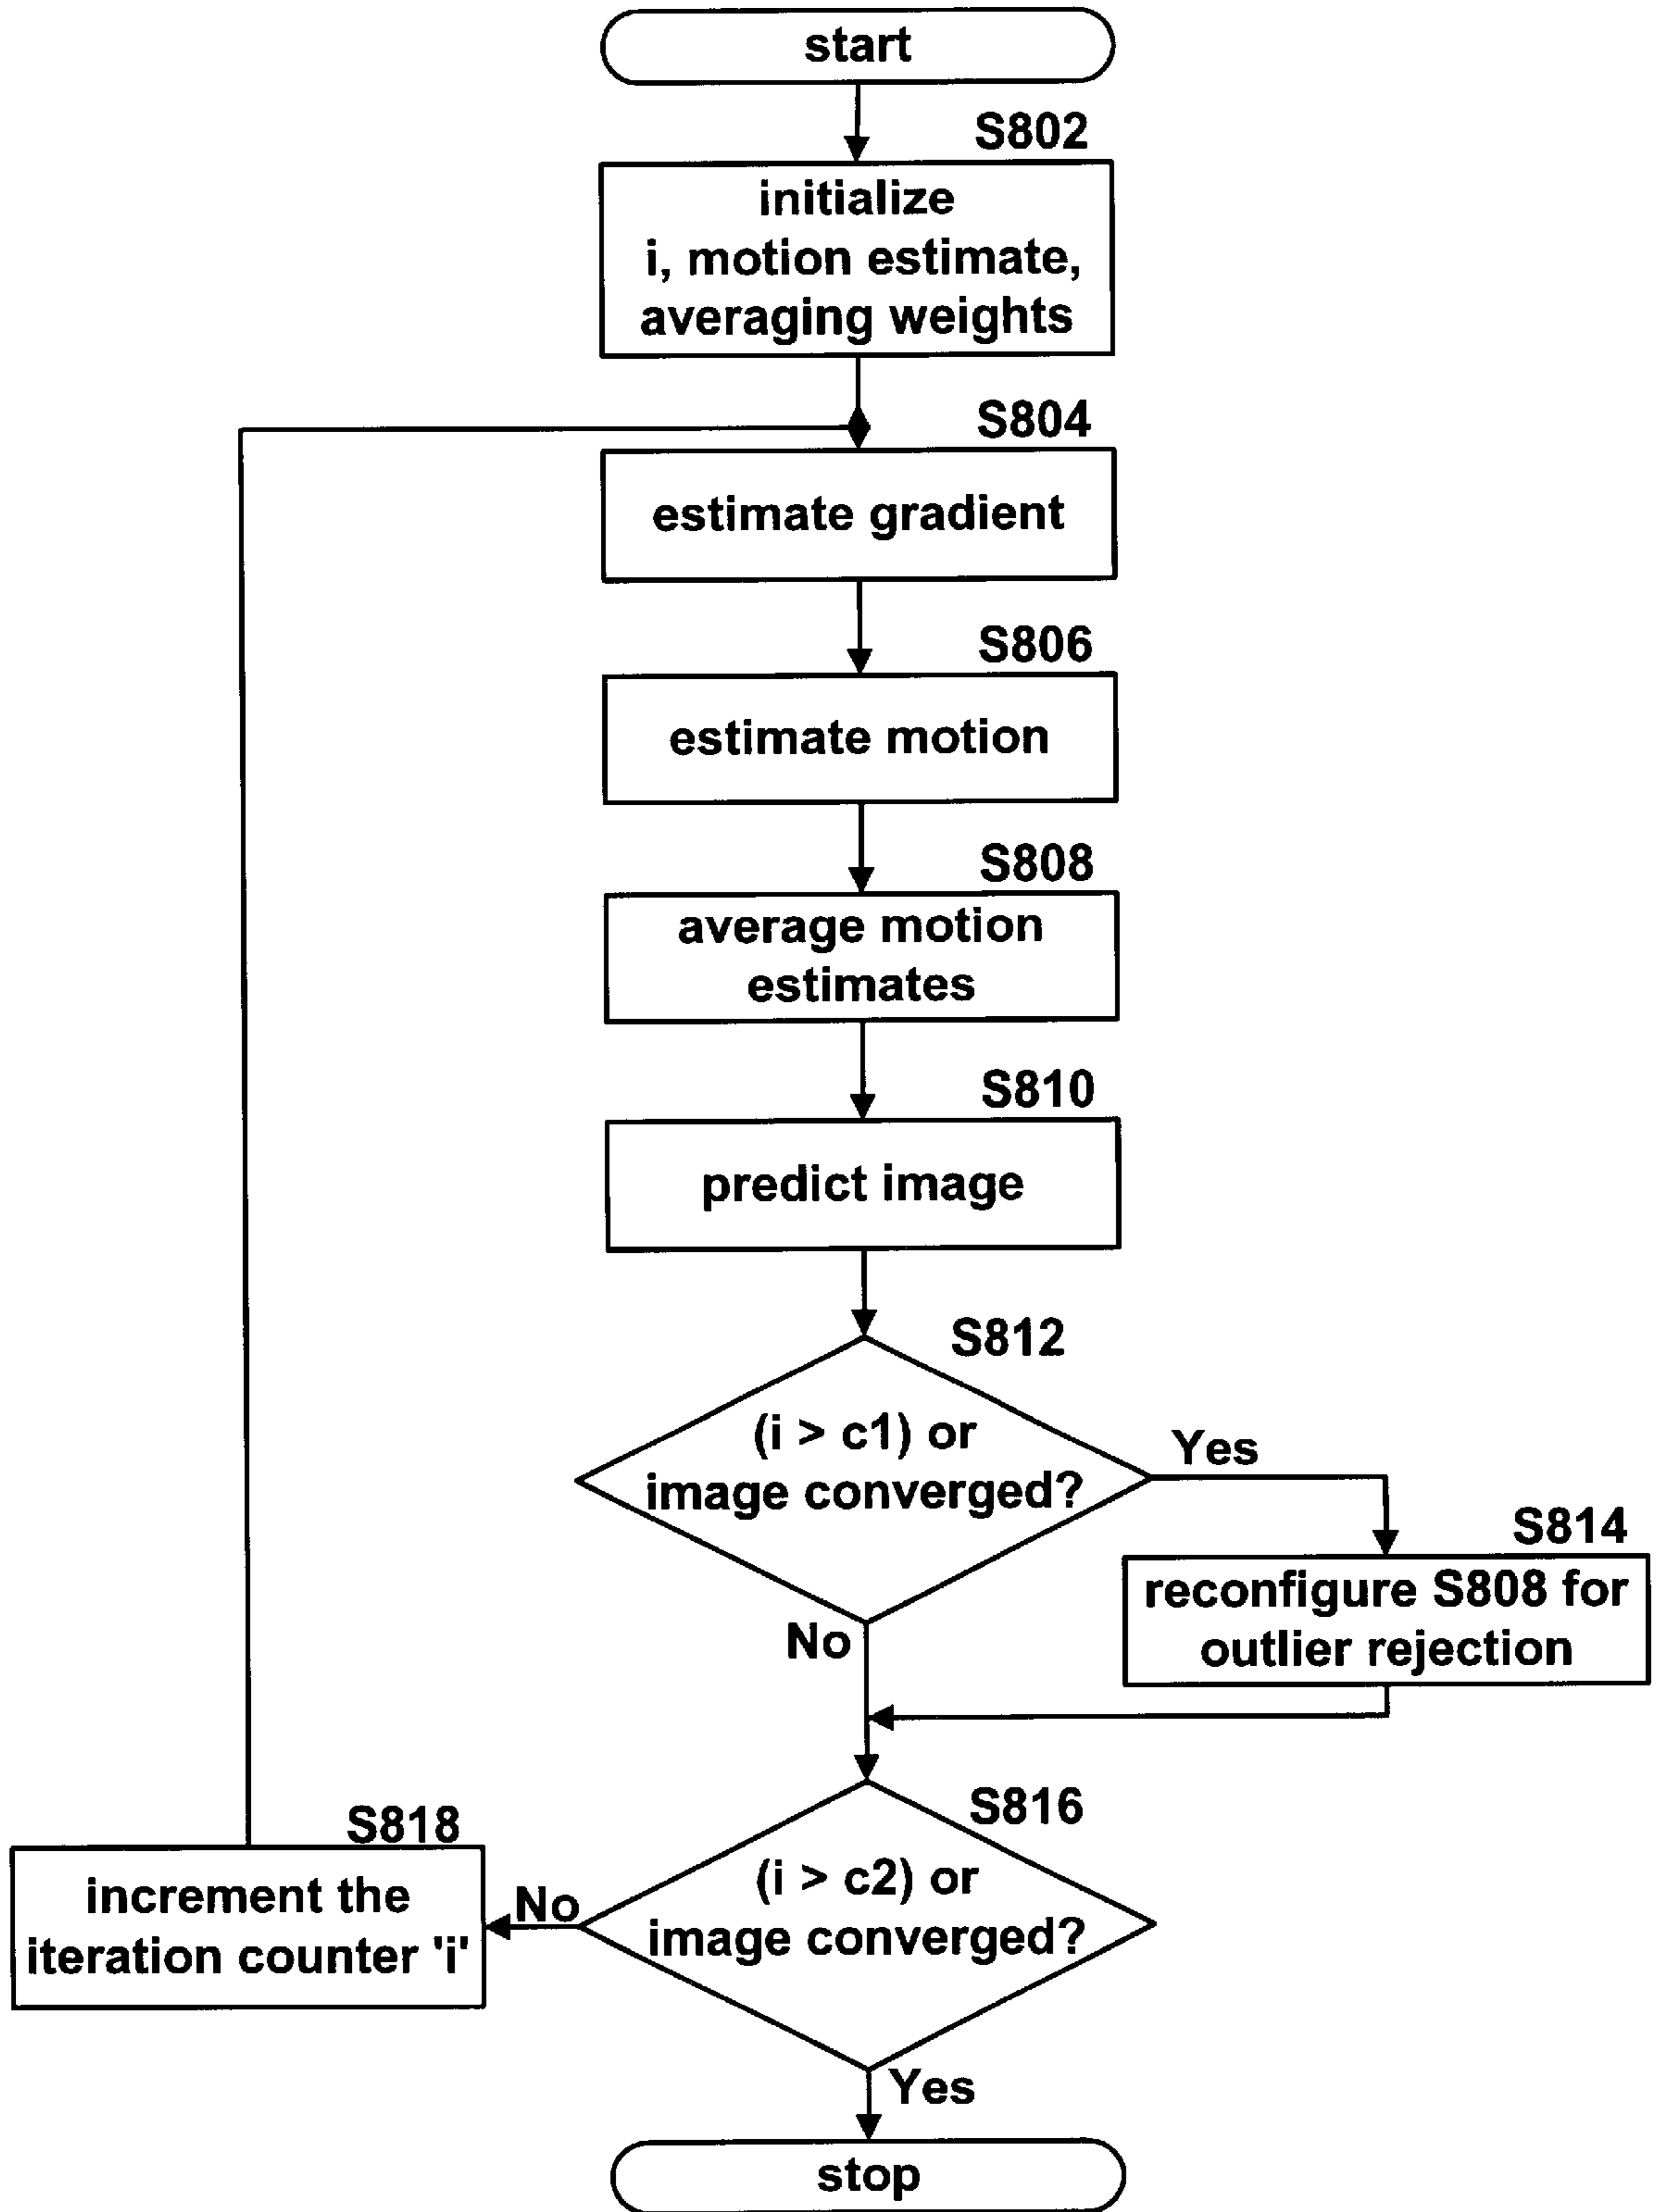 start
S802
initialize
i, motion estimate,
averaging weights
S804
estimate gradient
S806
estimate motion
S808
average motion
estimates
S810
predict image
S812
(i > c1) or
image converged?
Yes
S814
reconfigure S808 for
outlier rejection
No
S816
(i > c2) or
image converged?
No
S818
increment the
iteration counter 'i'
Yes
stop